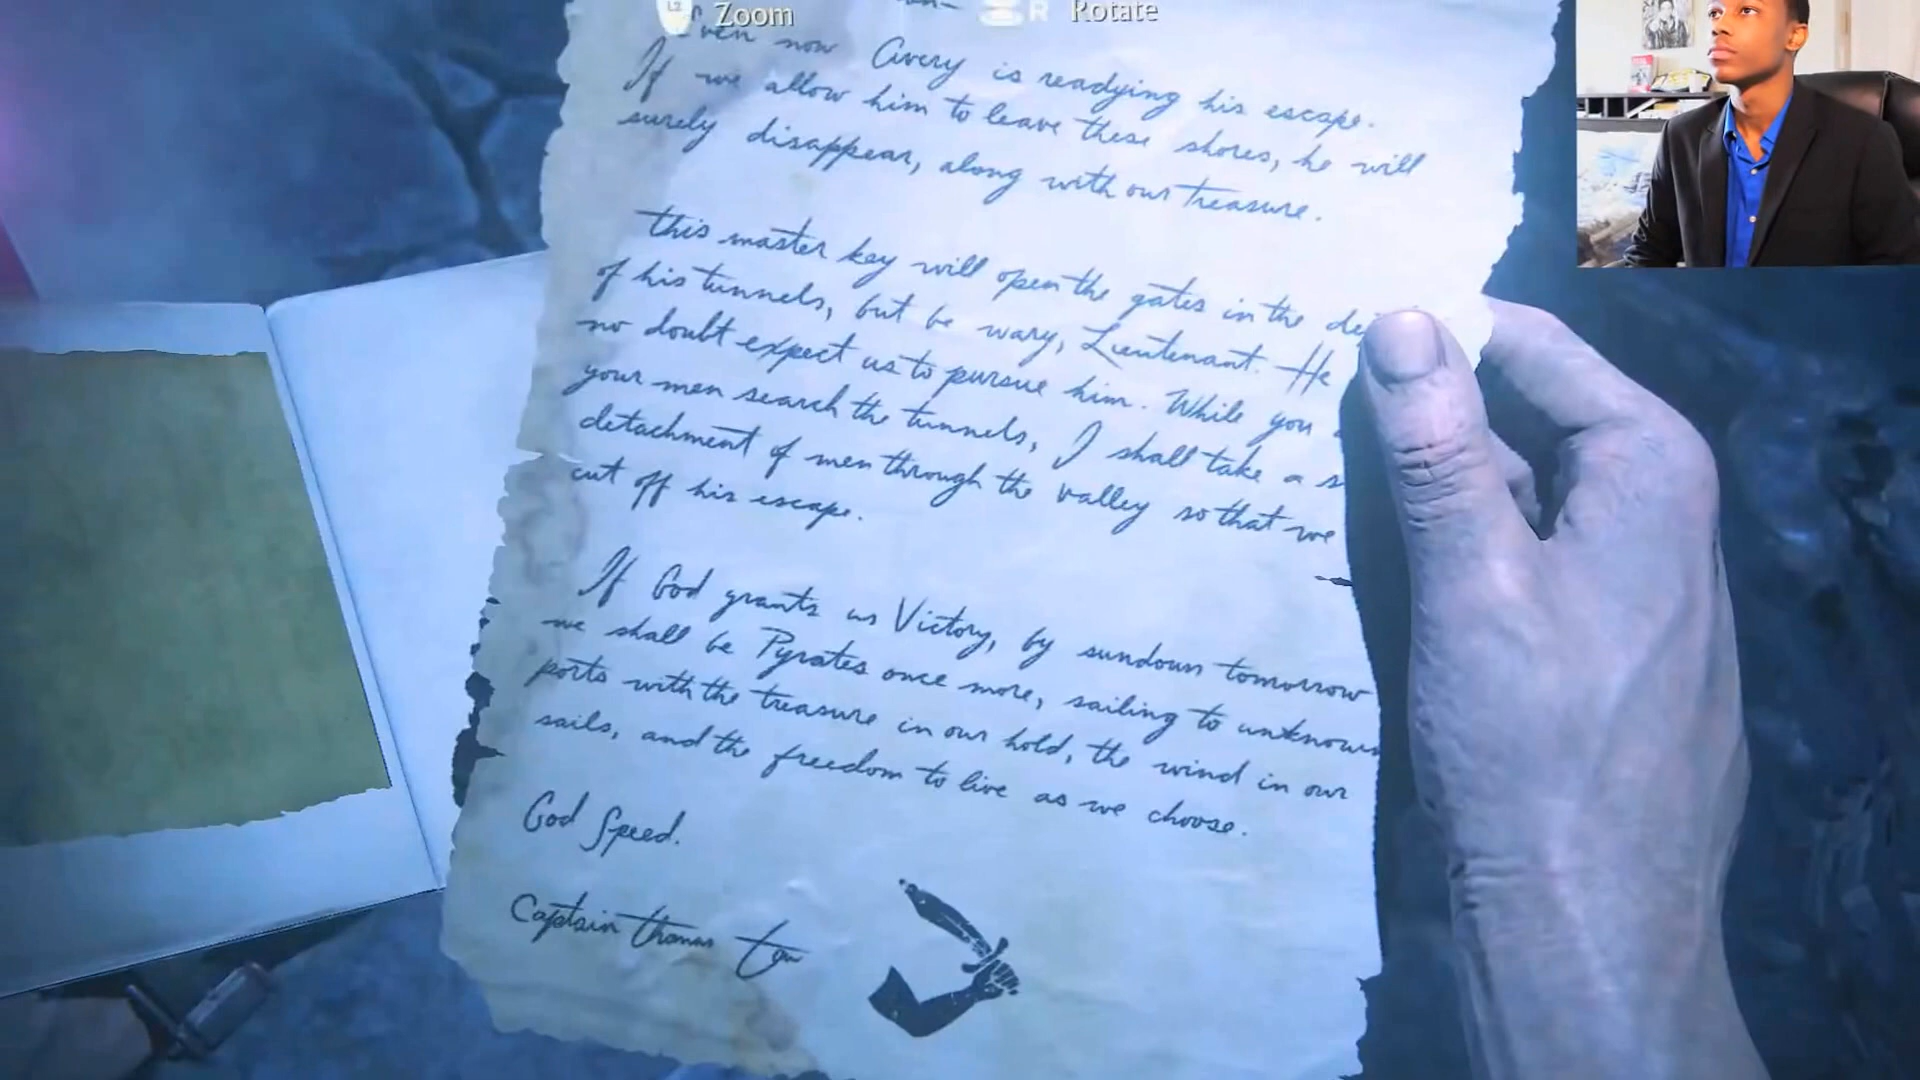 L2 Zoom R Rotate
Even now Avery is readying his escape.
If we allow him to leave these shores, he will
surely disappear, along with our treasure.
This master key will open the gates in the
of his tunnels, but be wary, Lieutenant. He
no doubt expect us to pursue him. While you
your men search the tunnels, I shall take a
detachment of men through the valley so that we
cut off his escape.
If God grants us Victory, by sundown tomorrow
we shall be Pyrates once more, sailing to unknown
ports with the treasure in our hold, the wind in our
sails, and the freedom to live as we choose.
God Speed.
Captain Thomas Tew